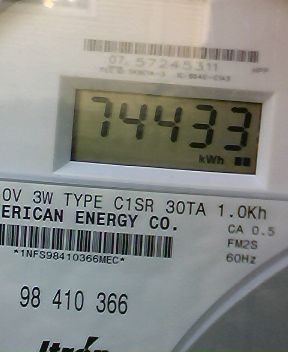 07. 57245311
74433
kWh
0V 3W TYPE C1SR 30TA 1.0Kh
ERICAN ENERGY CO.
CA 0.5
FM2S
60Hz
*1NFS98410366MEC*
98 410 366
Itron